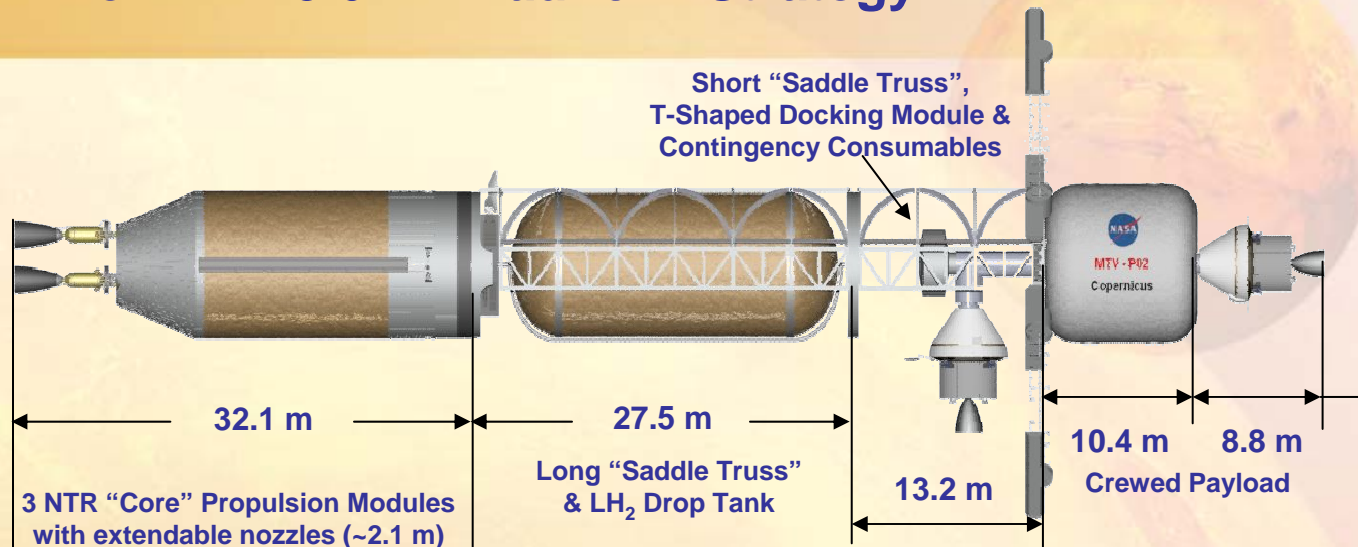 Strategy
Short “Saddle Truss”,
T-Shaped Docking Module &
Contingency Consumables
NASA
MTV - P02
Copernicus
32.1 m
27.5 m
13.2 m
10.4 m
8.8 m
Crewed Payload
Long “Saddle Truss”
& LH₂ Drop Tank
3 NTR “Core” Propulsion Modules
with extendable nozzles (~2.1 m)